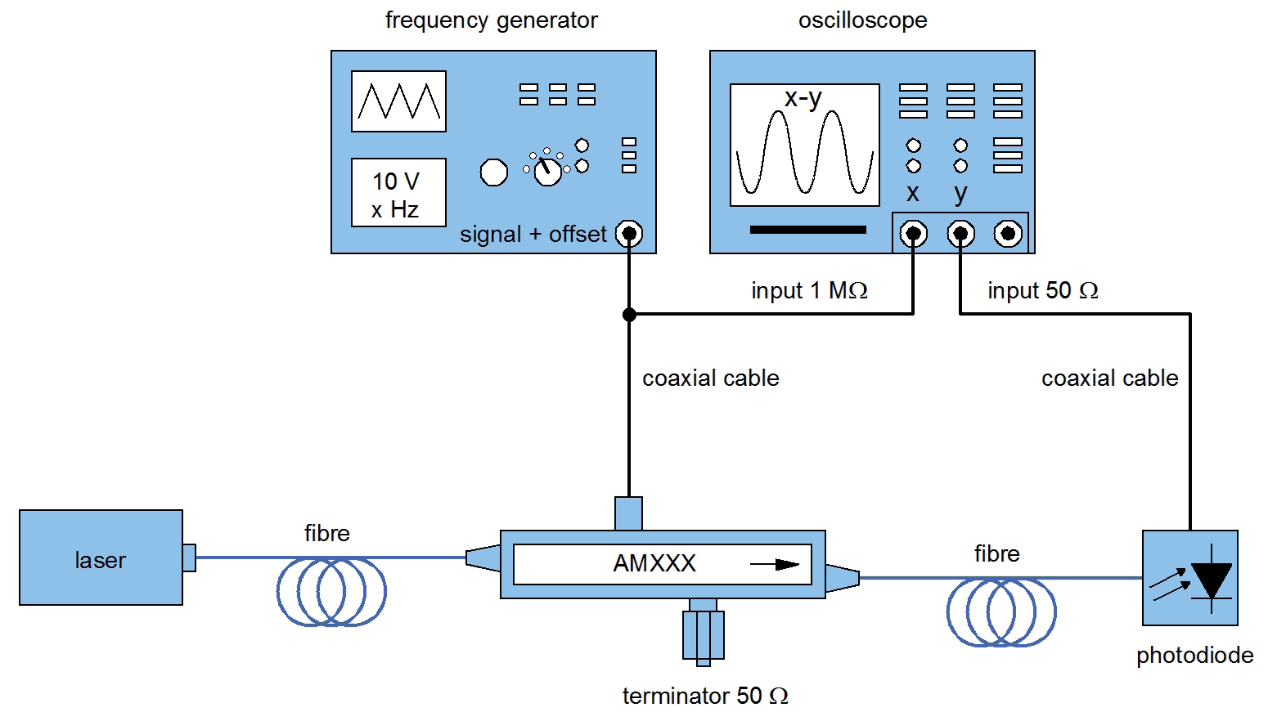 frequency generator
oscilloscope
x-y
10 V
x Hz
x
y
signal + offset
input 1 MΩ
input 50 Ω
coaxial cable
coaxial cable
fibre
fibre
laser
AMXXX
photodiode
terminator 50 Ω